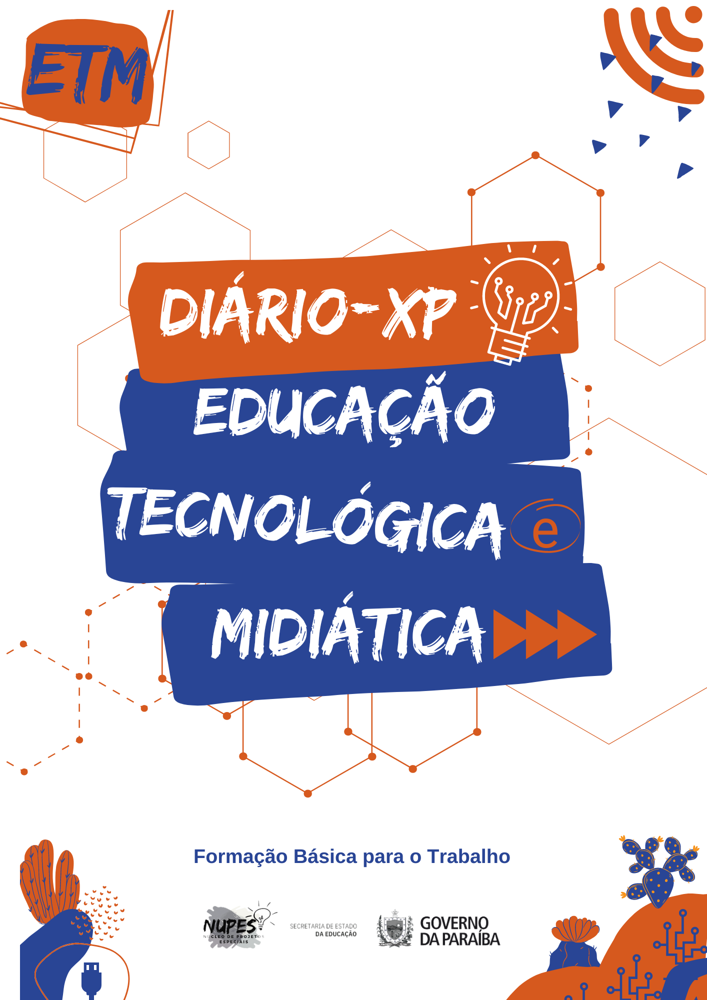 ETM
DIÁRIO-XP
EDUCAÇÃO
TECNOLÓGICA e
MIDIÁTICA
Formação Básica para o Trabalho
NUPES
NÚCLEO DE PROJETOS
ESPECIAIS
SECRETARIA DE ESTADO
DA EDUCAÇÃO
GOVERNO
DA PARAÍBA